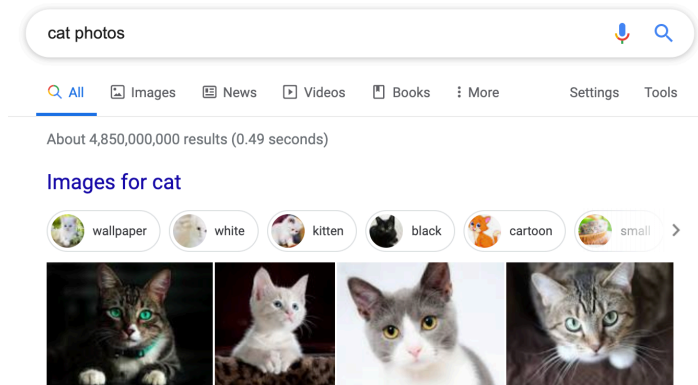 cat photos
All Images News Videos Books More Settings Tools
About 4,850,000,000 results (0.49 seconds)
Images for cat
wallpaper white kitten black cartoon small